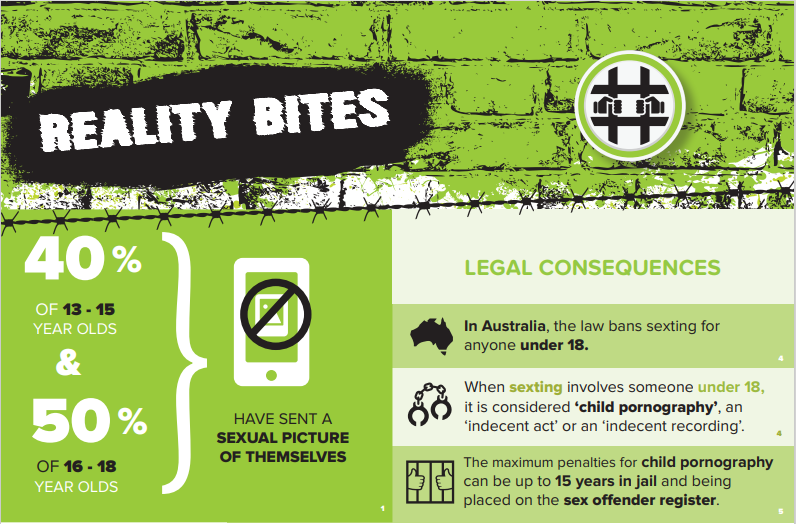 REALITY BITES
40%
OF 13 - 15
YEAR OLDS
&
50%
OF 16 - 18
YEAR OLDS
HAVE SENT A
SEXUAL PICTURE
OF THEMSELVES
1
LEGAL CONSEQUENCES
In Australia, the law bans sexting for
anyone under 18.
4
When sexting involves someone under 18,
it is considered ‘child pornography’, an
‘indecent act’ or an ‘indecent recording’.
4
The maximum penalties for child pornography
can be up to 15 years in jail and being
placed on the sex offender register.
5